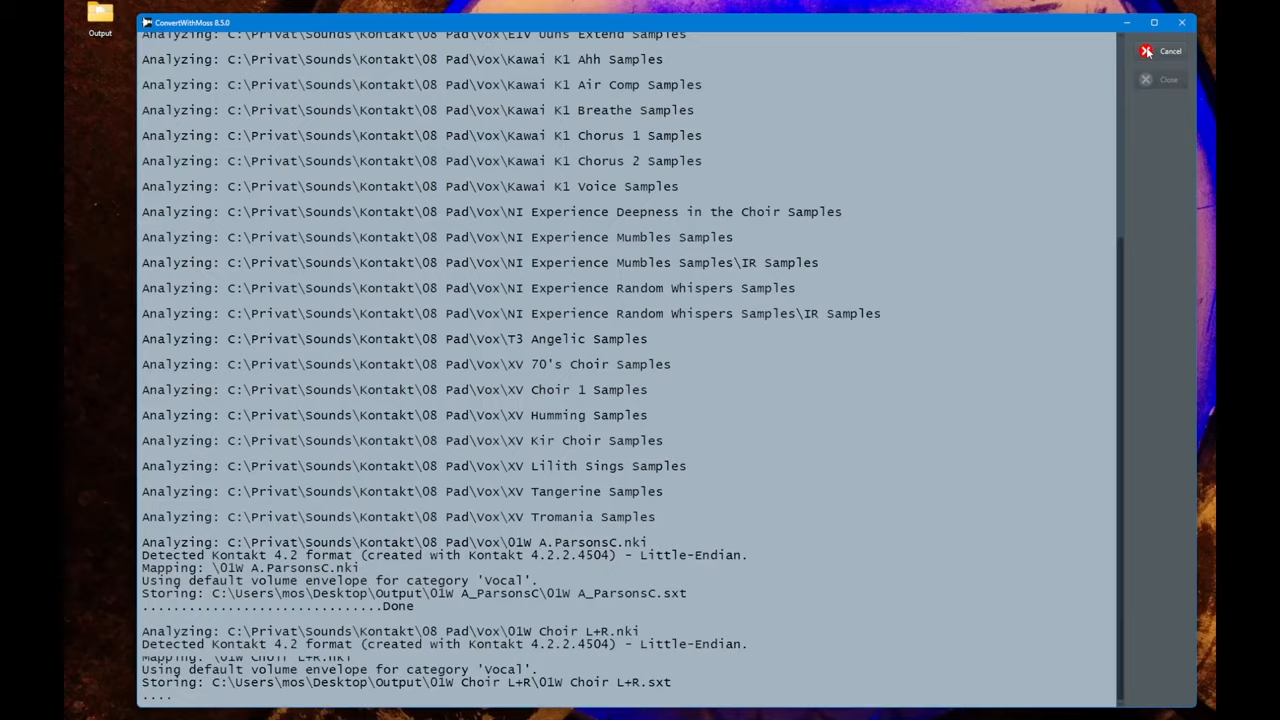 Output
ConvertWithMoss 8.5.0
Analyzing: C:\Privat\Sounds\Kontakt\08 Pad\Vox\EIV Oohs Extend Samples
Analyzing: C:\Privat\Sounds\Kontakt\08 Pad\Vox\Kawai K1 Ahh Samples
Analyzing: C:\Privat\Sounds\Kontakt\08 Pad\Vox\Kawai K1 Air Comp Samples
Analyzing: C:\Privat\Sounds\Kontakt\08 Pad\Vox\Kawai K1 Breathe Samples
Analyzing: C:\Privat\Sounds\Kontakt\08 Pad\Vox\Kawai K1 Chorus 1 Samples
Analyzing: C:\Privat\Sounds\Kontakt\08 Pad\Vox\Kawai K1 Chorus 2 Samples
Analyzing: C:\Privat\Sounds\Kontakt\08 Pad\Vox\Kawai K1 Voice Samples
Analyzing: C:\Privat\Sounds\Kontakt\08 Pad\Vox\NI Experience Deepness in the Choir Samples
Analyzing: C:\Privat\Sounds\Kontakt\08 Pad\Vox\NI Experience Mumbles Samples
Analyzing: C:\Privat\Sounds\Kontakt\08 Pad\Vox\NI Experience Mumbles Samples\IR Samples
Analyzing: C:\Privat\Sounds\Kontakt\08 Pad\Vox\NI Experience Random Whispers Samples
Analyzing: C:\Privat\Sounds\Kontakt\08 Pad\Vox\NI Experience Random Whispers Samples\IR Samples
Analyzing: C:\Privat\Sounds\Kontakt\08 Pad\Vox\T3 Angelic Samples
Analyzing: C:\Privat\Sounds\Kontakt\08 Pad\Vox\XV 70's Choir Samples
Analyzing: C:\Privat\Sounds\Kontakt\08 Pad\Vox\XV Choir 1 Samples
Analyzing: C:\Privat\Sounds\Kontakt\08 Pad\Vox\XV Humming Samples
Analyzing: C:\Privat\Sounds\Kontakt\08 Pad\Vox\XV Kir Choir Samples
Analyzing: C:\Privat\Sounds\Kontakt\08 Pad\Vox\XV Lilith Sings Samples
Analyzing: C:\Privat\Sounds\Kontakt\08 Pad\Vox\XV Tangerine Samples
Analyzing: C:\Privat\Sounds\Kontakt\08 Pad\Vox\XV Tromania Samples
Analyzing: C:\Privat\Sounds\Kontakt\08 Pad\Vox\01W A.ParsonsC.nki
Detected Kontakt 4.2 format (created with Kontakt 4.2.2.4504) - Little-Endian.
Mapping: \01W A.ParsonsC.nki
Using default volume envelope for category 'Vocal'.
Storing: C:\Users\mos\Desktop\Output\01W A_ParsonsC\01W A_ParsonsC.sxt
...............................Done
Analyzing: C:\Privat\Sounds\Kontakt\08 Pad\Vox\01W Choir L+R.nki
Detected Kontakt 4.2 format (created with Kontakt 4.2.2.4504) - Little-Endian.
Mapping: \01W Choir L+R.nki
Using default volume envelope for category 'Vocal'.
Storing: C:\Users\mos\Desktop\Output\01W Choir L+R\01W Choir L+R.sxt
....
Cancel
Close